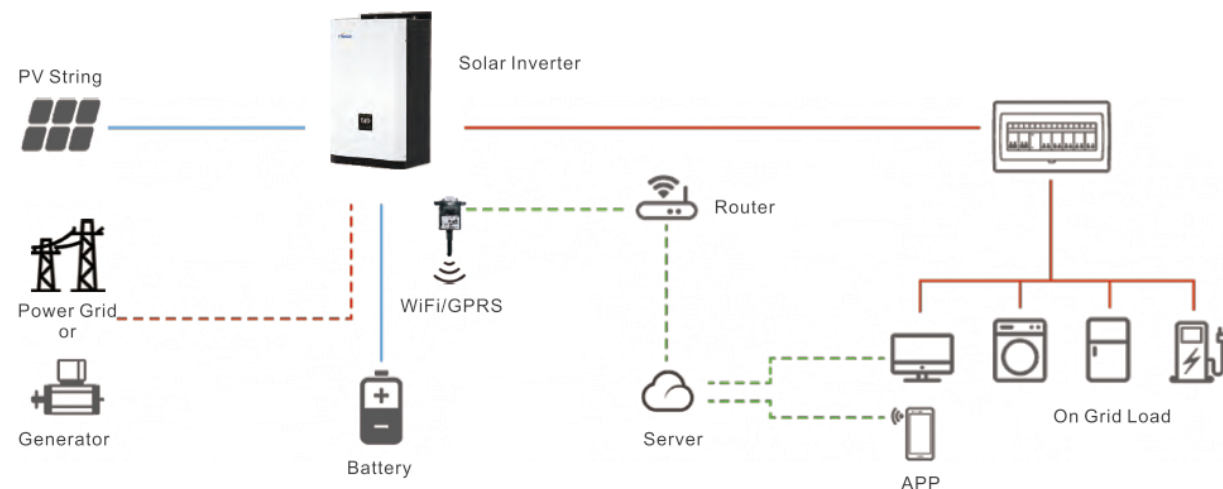 Solar Inverter
PV String
Router
Power Grid
or
WiFi/GPRS
Generator
Battery
Server
On Grid Load
APP